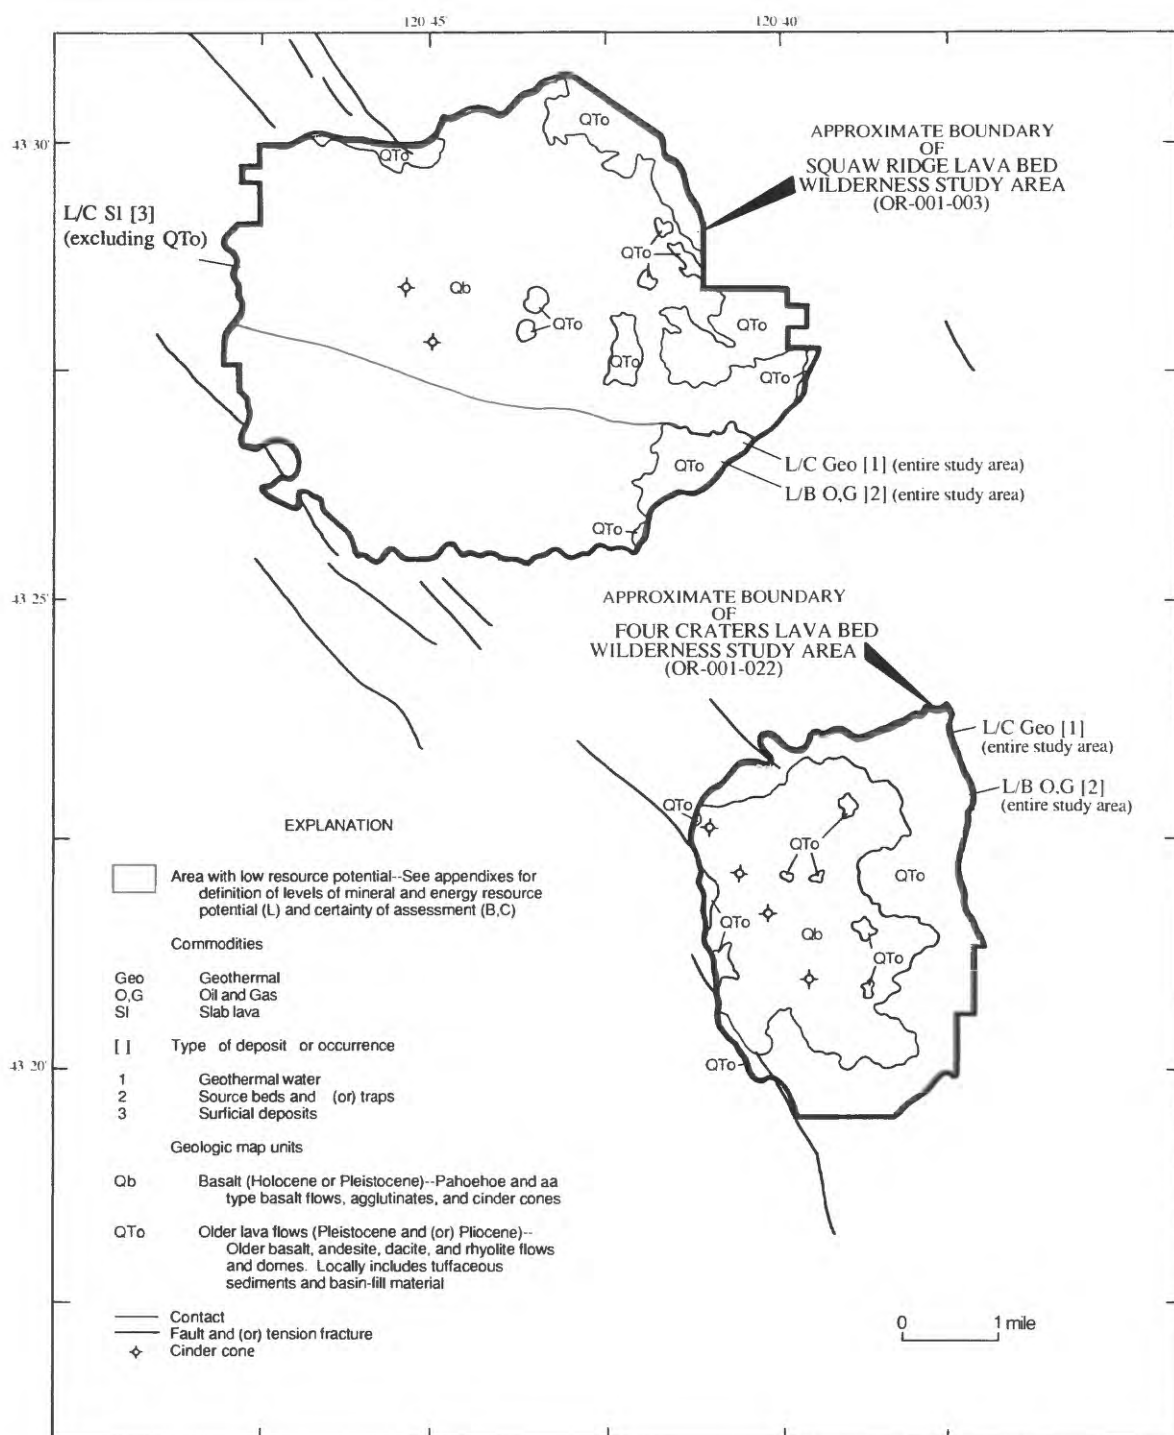 120 45'
120 40'
43 30'
QTo
QTo
APPROXIMATE BOUNDARY
OF
SQUAW RIDGE LAVA BED
WILDERNESS STUDY AREA
(OR-001-003)
L/C Sl [3]
(excluding QTo)
QTo
Qb
QTo
QTo
QTo
QTo
L/C Geo [1] (entire study area)
QTo
L/B O,G ]2] (entire study area)
QTo
43 25'
APPROXIMATE BOUNDARY
OF
FOUR CRATERS LAVA BED
WILDERNESS STUDY AREA
(OR-001-022)
L/C Geo [1]
(entire study area)
L/B O,G [2]
(entire study area)
QTo
QTo
QTo
QTo
Qb
QTo
QTo
43 20'
EXPLANATION
Area with low resource potential--See appendixes for
definition of levels of mineral and energy resource
potential (L) and certainty of assessment (B,C)
Commodities
Geo Geothermal
O,G Oil and Gas
Sl Slab lava
[ ] Type of deposit or occurrence
1 Geothermal water
2 Source beds and (or) traps
3 Surficial deposits
Geologic map units
Qb Basalt (Holocene or Pleistocene)--Pahoehoe and aa
type basalt flows, agglutinates, and cinder cones
QTo Older lava flows (Pleistocene and (or) Pliocene)--
Older basalt, andesite, dacite, and rhyolite flows
and domes. Locally includes tuffaceous
sediments and basin-fill material
Contact
Fault and (or) tension fracture
Cinder cone
0 1 mile